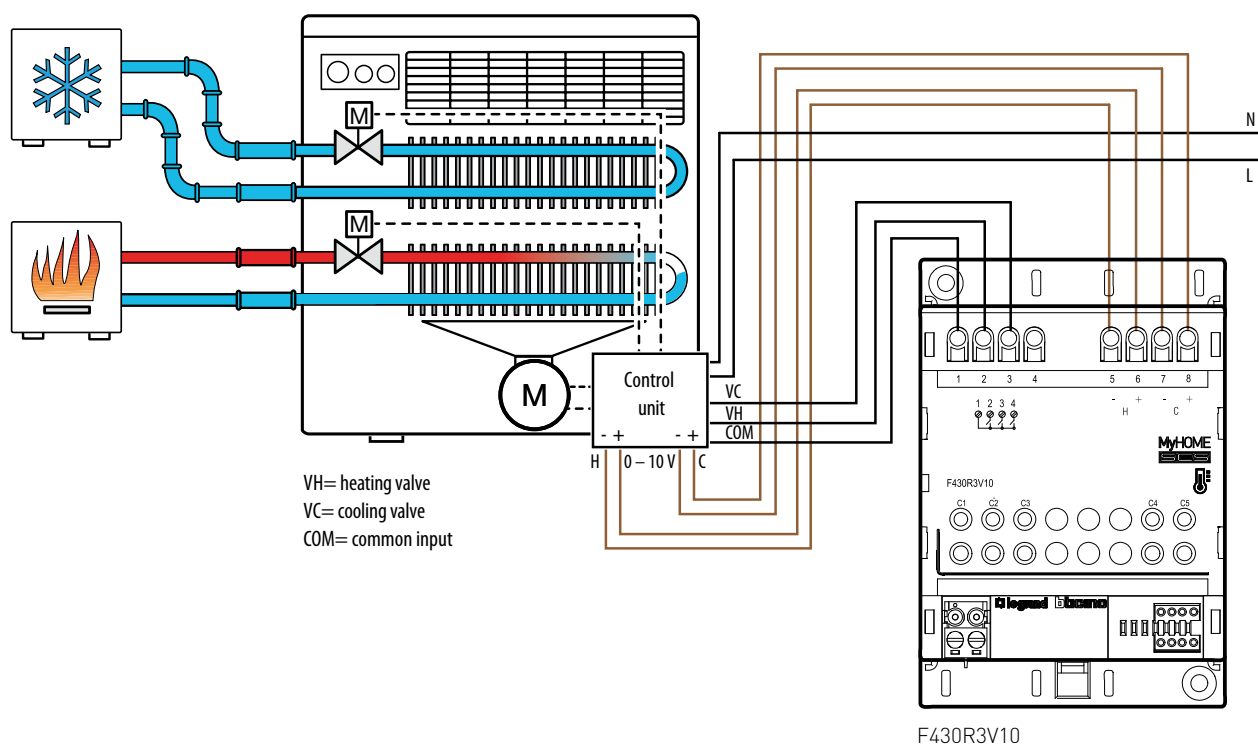 M
M
M
Control
unit
- +
- +
H
0 – 10 V
C
VC
VH
COM
N
L
VH= heating valve
VC= cooling valve
COM= common input
1 2 3 4
5 6 7 8
- + - +
H C
1 2 3 4
MyHOME
SCS
F430R3V10
C1 C2 C3 C4 C5
legrand bticino
F430R3V10